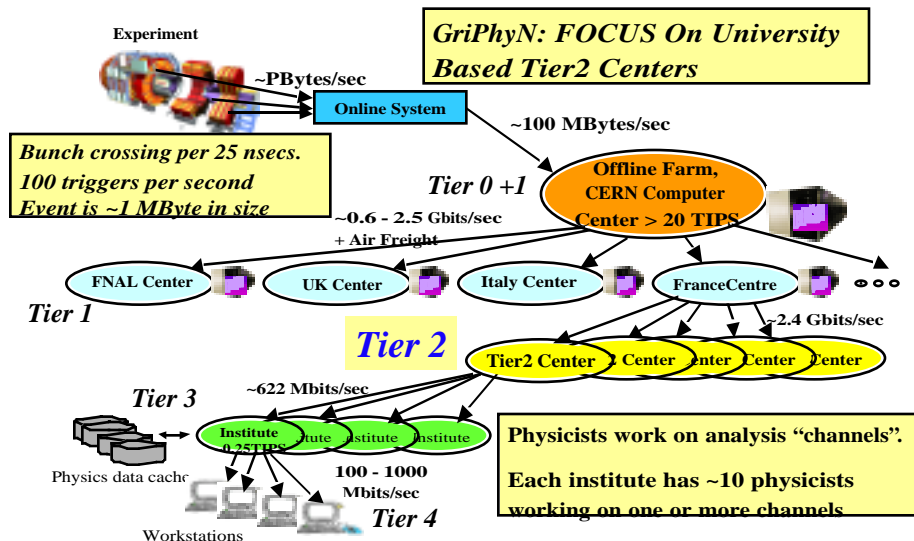 Experiment
GriPhyN: FOCUS On University
Based Tier2 Centers
~PBytes/sec
Online System
~100 MBytes/sec
Bunch crossing per 25 nsecs.
100 triggers per second
Event is ~1 MByte in size
Tier 0 +1
Offline Farm,
CERN Computer
Center > 20 TIPS
~0.6 - 2.5 Gbits/sec
+ Air Freight
FNAL Center
UK Center
Italy Center
FranceCentre
Tier 1
~2.4 Gbits/sec
Tier 2
Tier2 Center
2 Center
enter
Center
Center
~622 Mbits/sec
Tier 3
Institute
0.25TIPS
itute
nstitute
nstitute
Physics data cache
100 - 1000
Mbits/sec
Tier 4
Workstations
Physicists work on analysis “channels”.
Each institute has ~10 physicists
working on one or more channels